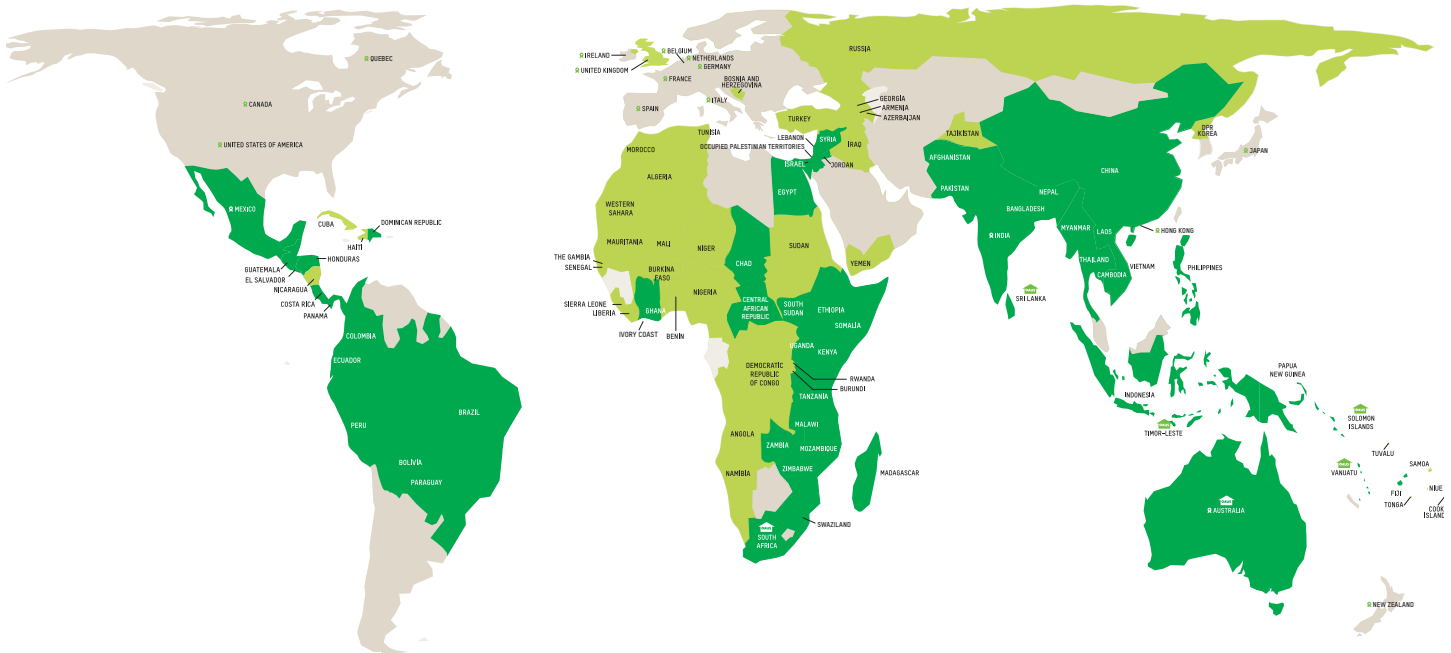 QUEBEC
CANADA
UNITED STATES OF AMERICA
MEXICO
CUBA
DOMINICAN REPUBLIC
HAITI
HONDURAS
GUATEMALA
EL SALVADOR
NICARAGUA
COSTA RICA
PANAMA
COLOMBIA
ECUADOR
BRAZIL
PERU
BOLIVIA
PARAGUAY
IRELAND
UNITED KINGDOM
BELGIUM
NETHERLANDS
GERMANY
FRANCE
BOSNIA AND
HERZEGOVINA
ITALY
SPAIN
RUSSIA
GEORGIA
ARMENIA
AZERBAIJAN
TURKEY
TUNISIA
LEBANON
OCCUPIED PALESTINIAN TERRITORIES
SYRIA
IRAQ
ISRAEL
JORDAN
MOROCCO
ALGERIA
EGYPT
WESTERN
SAHARA
MAURITANIA
MALI
NIGER
CHAD
SUDAN
YEMEN
THE GAMBIA
SENEGAL
BURKINA
FASO
NIGERIA
SIERRA LEONE
LIBERIA
GHANA
IVORY COAST
BENIN
CENTRAL
AFRICAN
REPUBLIC
SOUTH
SUDAN
ETHIOPIA
SOMALIA
UGANDA
KENYA
DEMOCRATIC
REPUBLIC
OF CONGO
RWANDA
BURUNDI
TANZANIA
ANGOLA
MALAWI
ZAMBIA
MOZAMBIQUE
NAMIBIA
ZIMBABWE
MADAGASCAR
SWAZILAND
SOUTH
AFRICA
TAJIKISTAN
AFGHANISTAN
PAKISTAN
NEPAL
BANGLADESH
INDIA
SRI LANKA
CHINA
DPR
KOREA
JAPAN
MYANMAR
LAOS
HONG KONG
THAILAND
VIETNAM
CAMBODIA
PHILIPPINES
INDONESIA
TIMOR-LESTE
PAPUA
NEW GUINEA
SOLOMON
ISLANDS
TUVALU
VANUATU
SAMOA
FIJI
TONGA
NIUE
COOK
ISLAND
AUSTRALIA
NEW ZEALAND